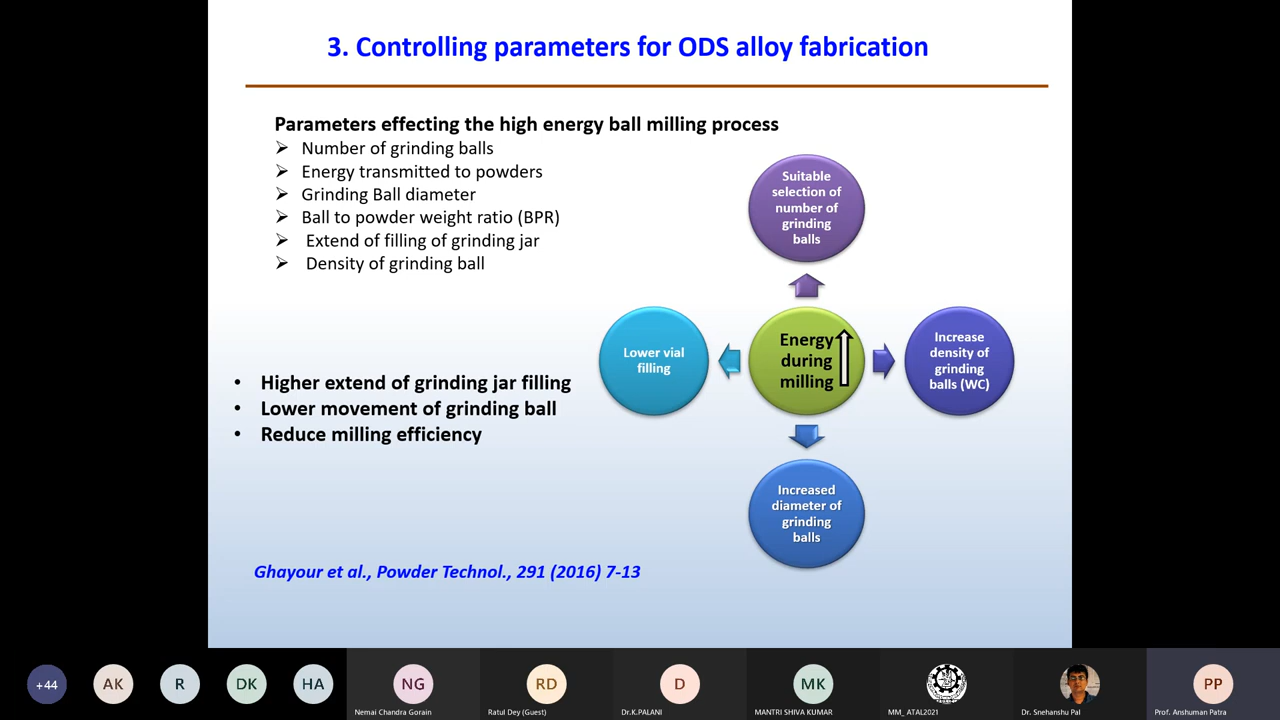 3. Controlling parameters for ODS alloy fabrication
Parameters effecting the high energy ball milling process
Number of grinding balls
Energy transmitted to powders
Grinding Ball diameter
Ball to powder weight ratio (BPR)
Extend of filling of grinding jar
Density of grinding ball
Suitable
selection of
number of
grinding
balls
Lower vial
filling
Energy
during
milling
Increase
density of
grinding
balls (WC)
• Higher extend of grinding jar filling
• Lower movement of grinding ball
• Reduce milling efficiency
Increased
diameter of
grinding
balls
Ghayour et al., Powder Technol., 291 (2016) 7-13
+44
AK
R
DK
HA
NG
Nemai Chandra Gorain
RD
Ratul Dey (Guest)
D
Dr.K.PALANI
MK
MANTRI SHIVA KUMAR
MM_ ATAL2021
Dr. Snehanshu Pal
PP
Prof. Anshuman Patra